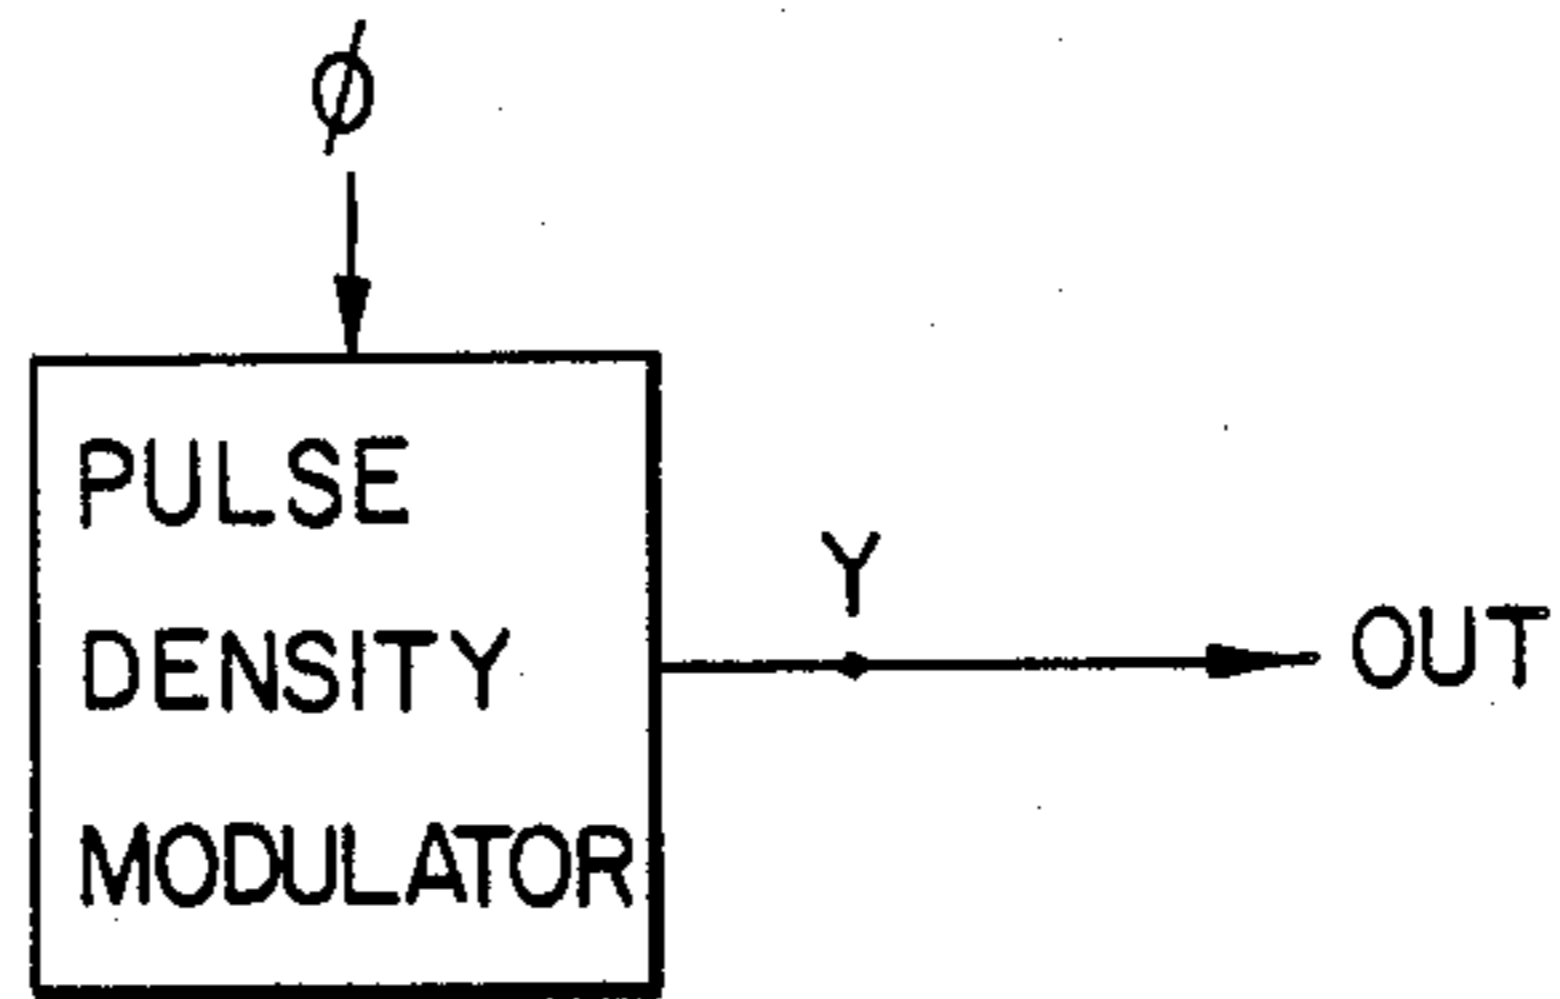 ϕ
PULSE
DENSITY
MODULATOR
Y
OUT